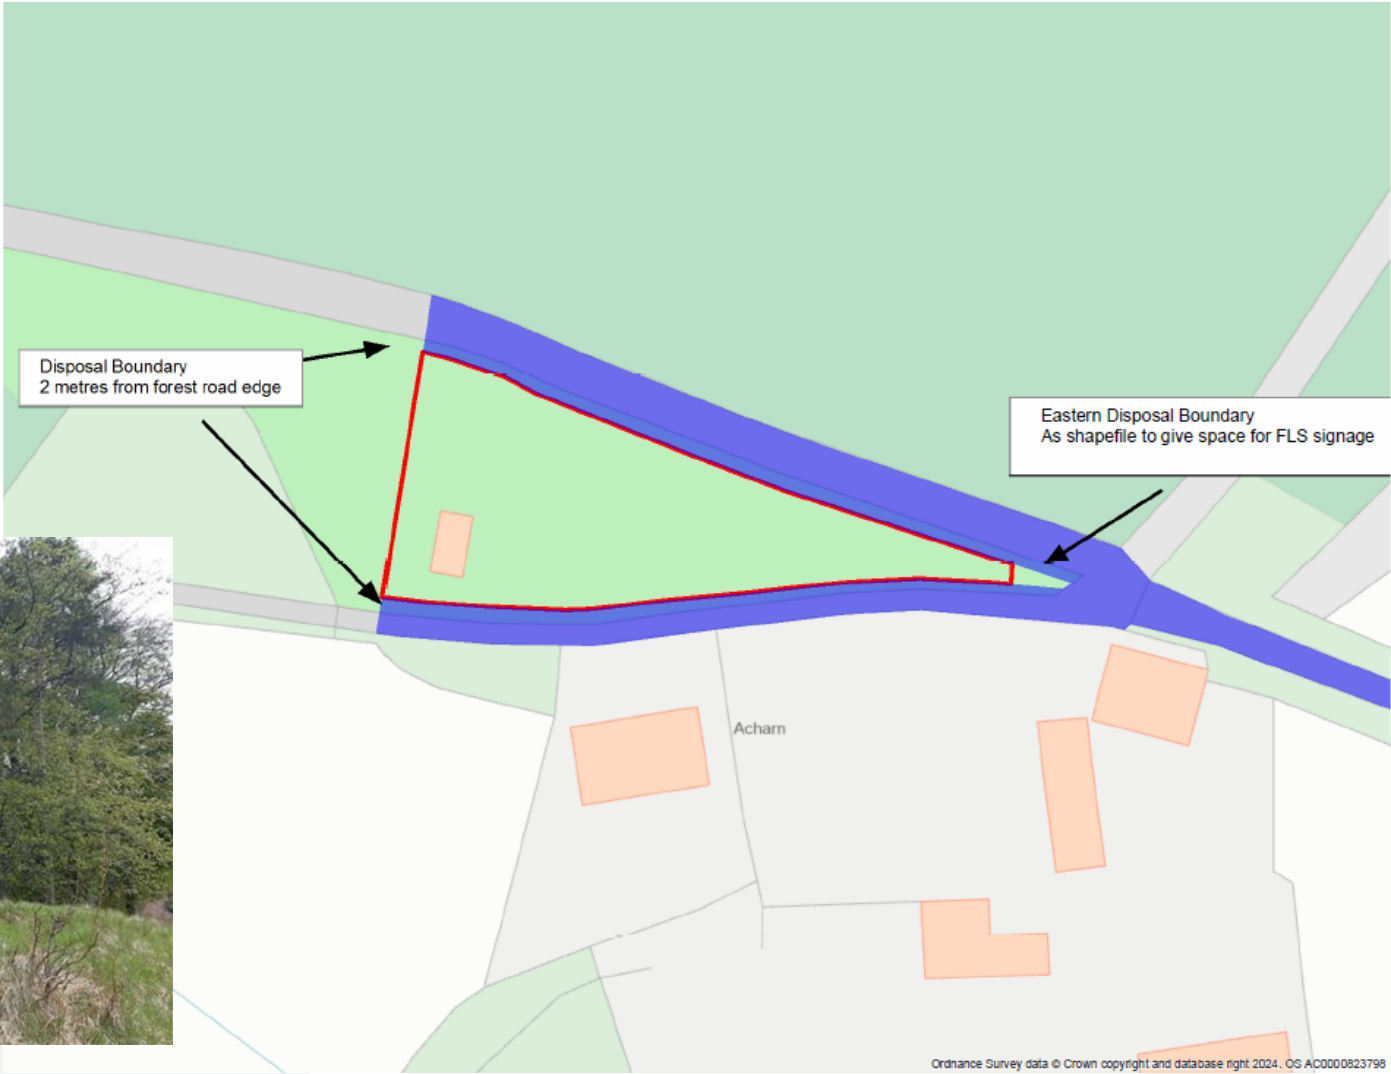 Disposal Boundary
2 metres from forest road edge
Eastern Disposal Boundary
As shapefile to give space for FLS signage
Acharn
Ordnance Survey data © Crown copyright and database right 2024. OS AC0000823798